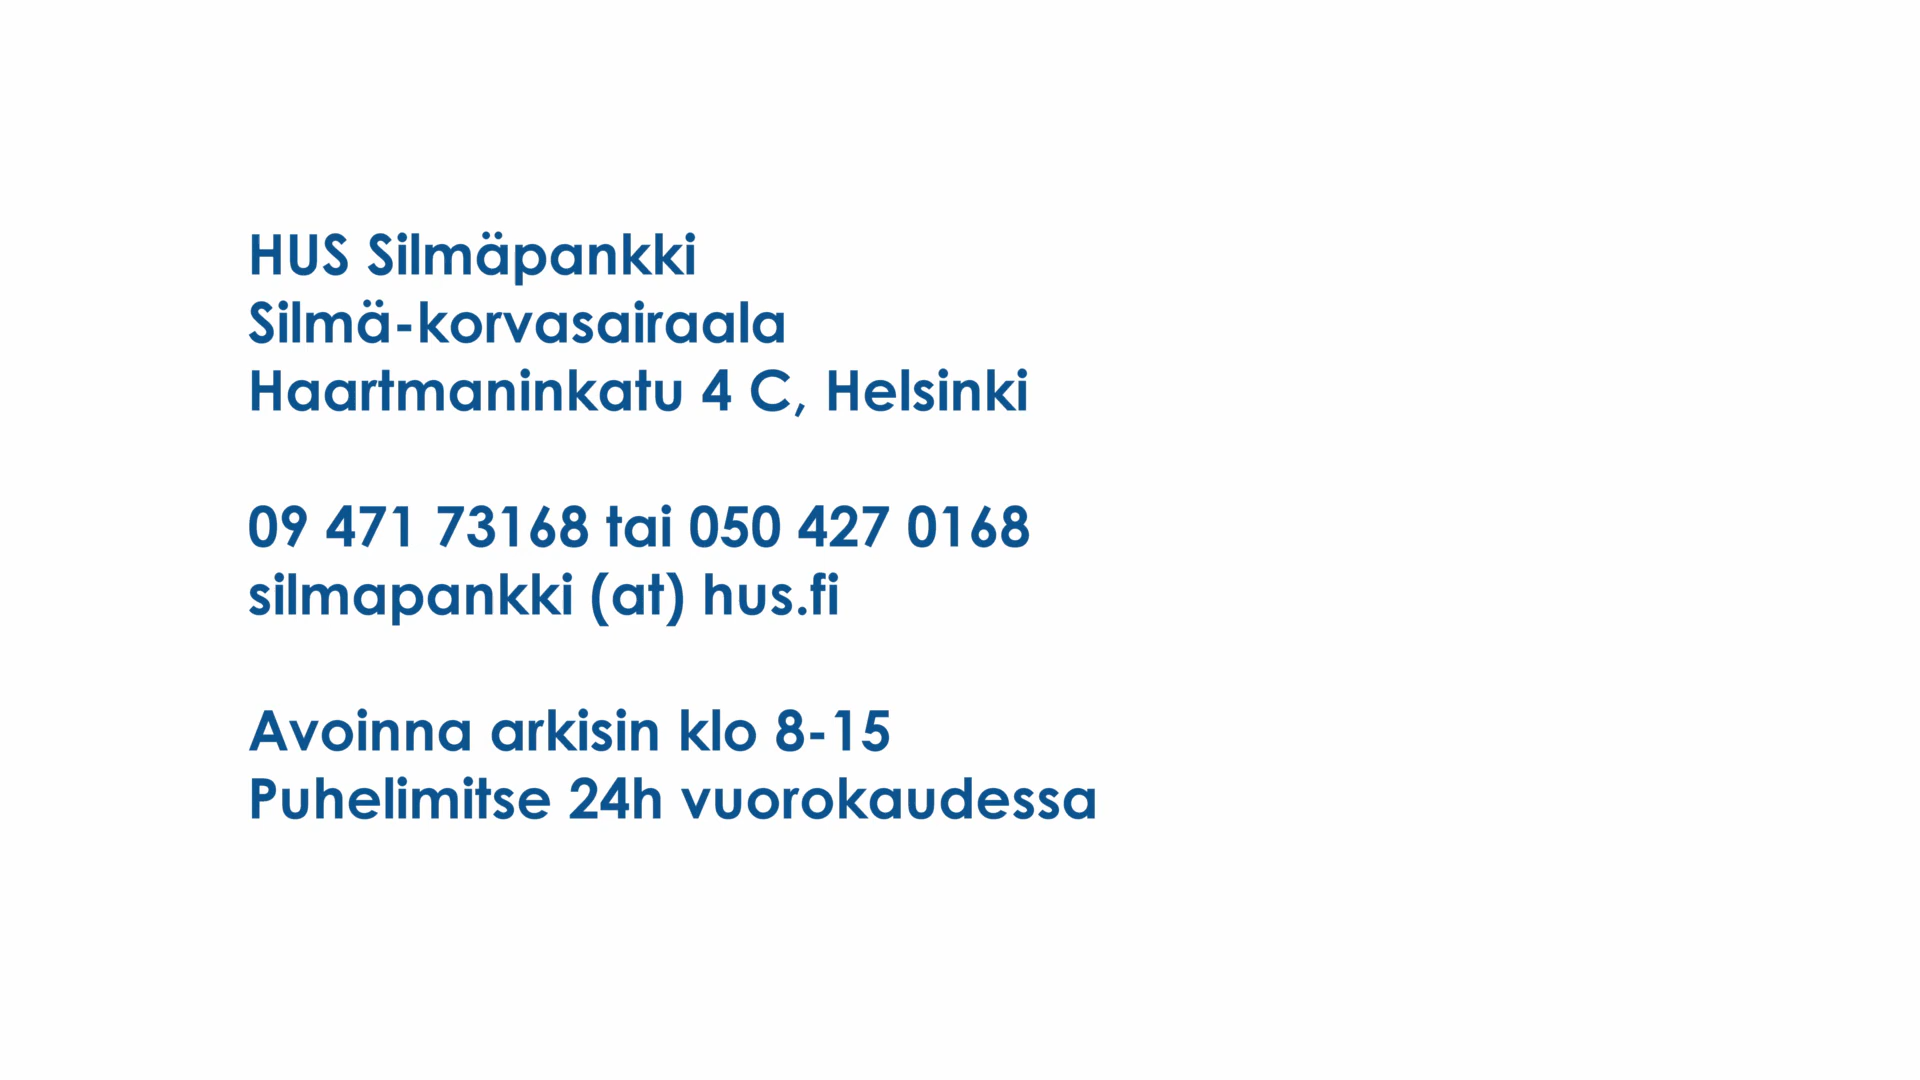 HUS Silmäpankki
Silmä-korvasairaala
Haartmaninkatu 4 C, Helsinki
09 471 73168 tai 050 427 0168
silmapankki (at) hus.fi
Avoinna arkisin klo 8-15
Puhelimitse 24h vuorokaudessa